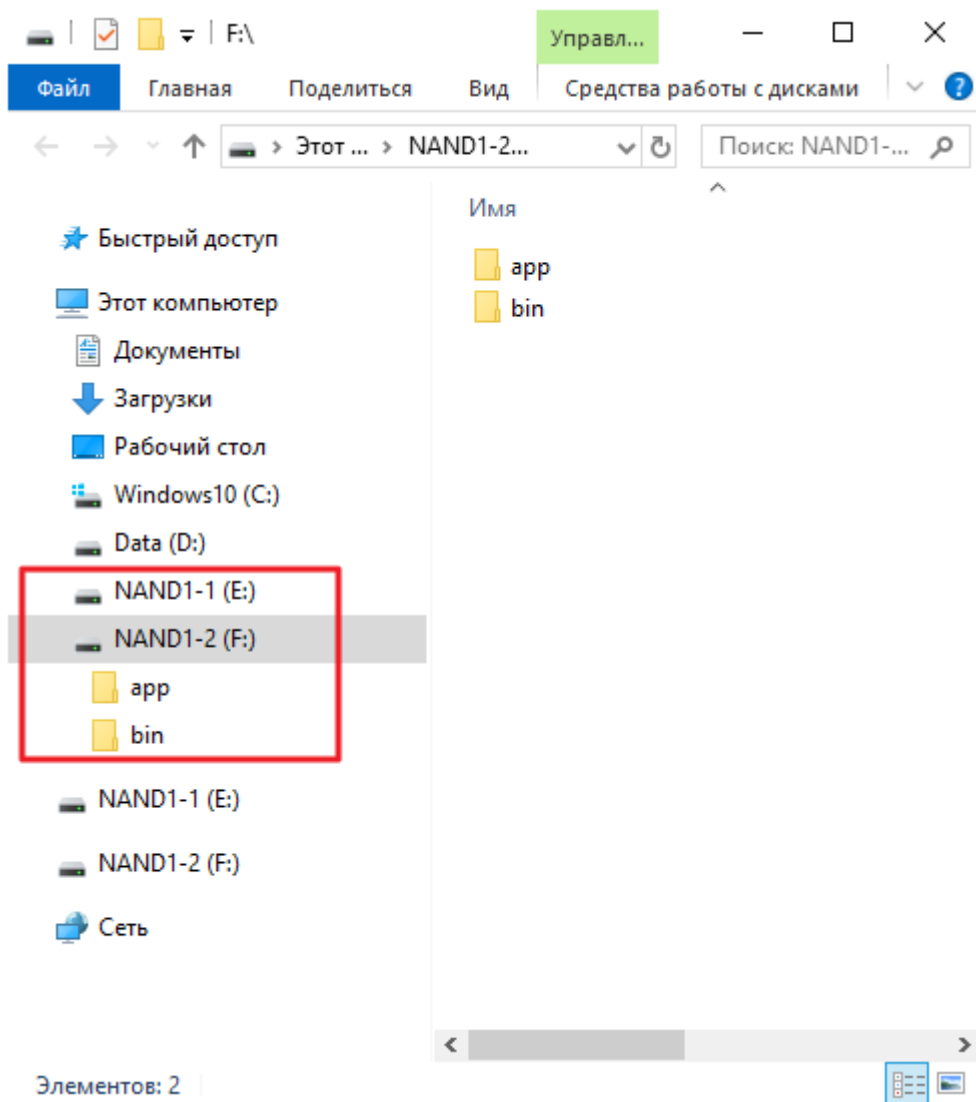 F:\
Управл...
Файл Главная Поделиться Вид Средства работы с дисками ?
Этот ... NAND1-2... Поиск: NAND1-...
Быстрый доступ
Этот компьютер
Документы
Загрузки
Рабочий стол
Windows10 (C:)
Data (D:)
NAND1-1 (E:)
NAND1-2 (F:)
app
bin
NAND1-1 (E:)
NAND1-2 (F:)
Сеть
Имя
app
bin
Элементов: 2